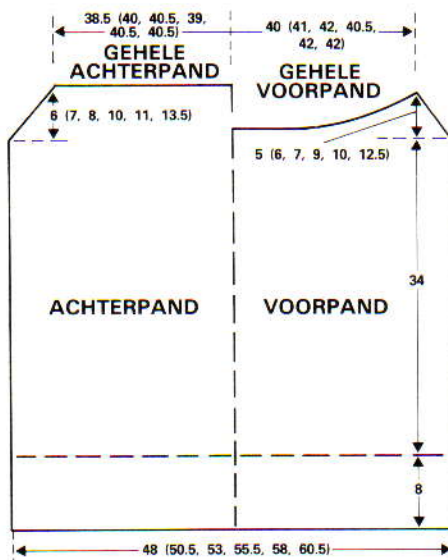 38.5 (40, 40.5, 39,
40.5, 40.5)
40 (41, 42, 40.5,
42, 42)
GEHELE
ACHTERPAND
GEHELE
VOORPAND
6 (7, 8, 10, 11, 13.5)
5 (6, 7, 9, 10, 12.5)
34
ACHTERPAND
VOORPAND
8
48 (50.5, 53, 55.5, 58, 60.5)